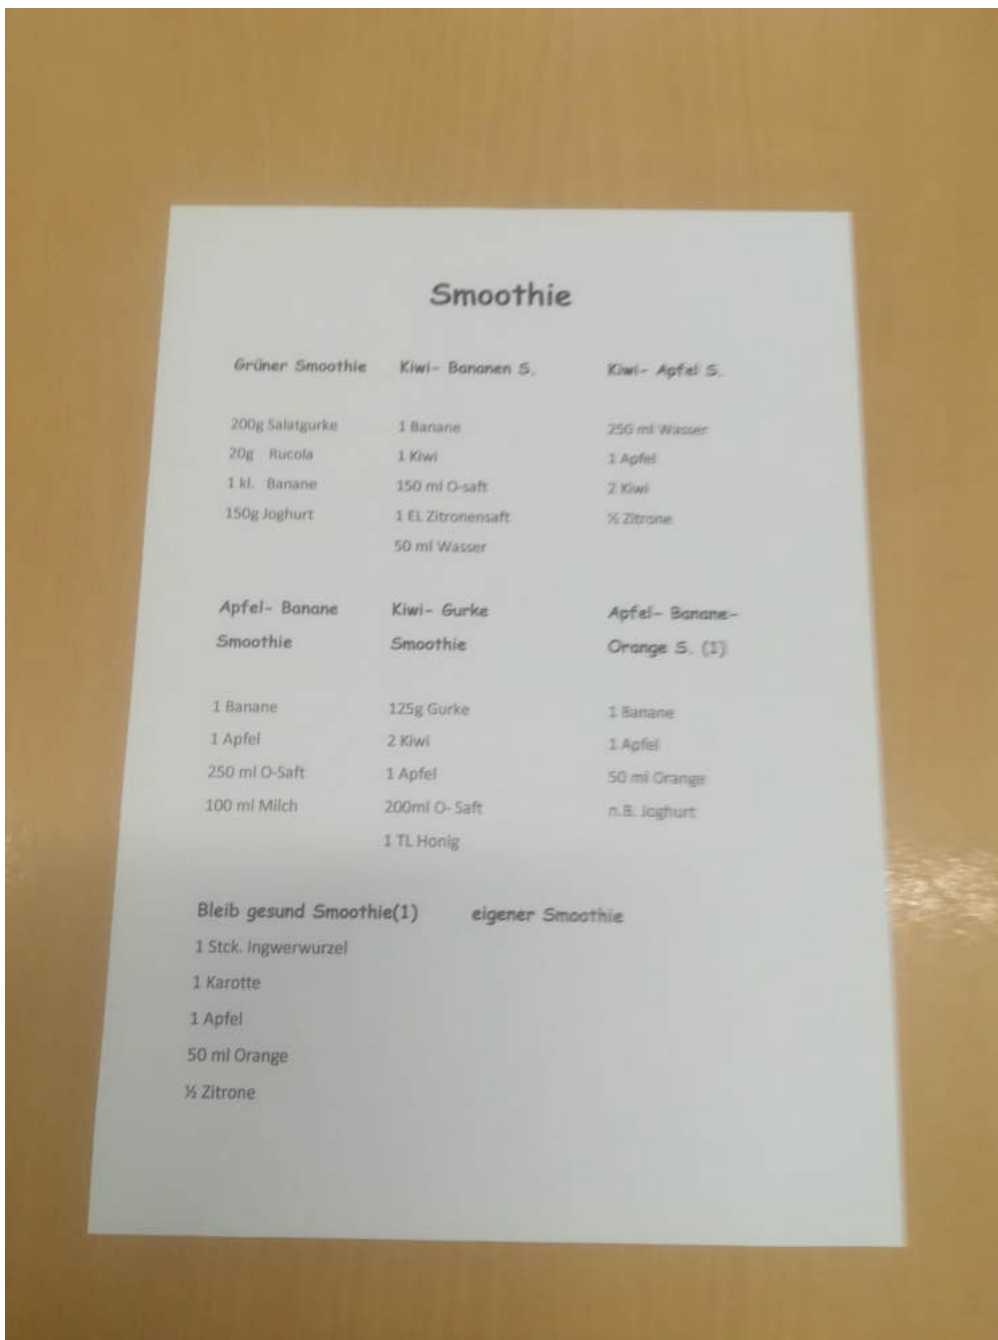 Smoothie
Grüner Smoothie
200g Salatgurke
20g Rucola
1 kl. Banane
150g Joghurt
Kiwi- Bananen S.
1 Banane
1 Kiwi
150 ml O-saft
1 EL Zitronensaft
50 ml Wasser
Kiwi- Apfel S.
250 ml Wasser
1 Apfel
2 Kiwi
½ Zitrone
Apfel- Banane
Smoothie
1 Banane
1 Apfel
250 ml O-Saft
100 ml Milch
Kiwi- Gurke
Smoothie
125g Gurke
2 Kiwi
1 Apfel
200ml O- Saft
1 TL Honig
Apfel- Banane-
Orange S. (1)
1 Banane
1 Apfel
50 ml Orange
n.B. Joghurt
Bleib gesund Smoothie(1)
1 Stck. Ingwerwurzel
1 Karotte
1 Apfel
50 ml Orange
½ Zitrone
eigener Smoothie